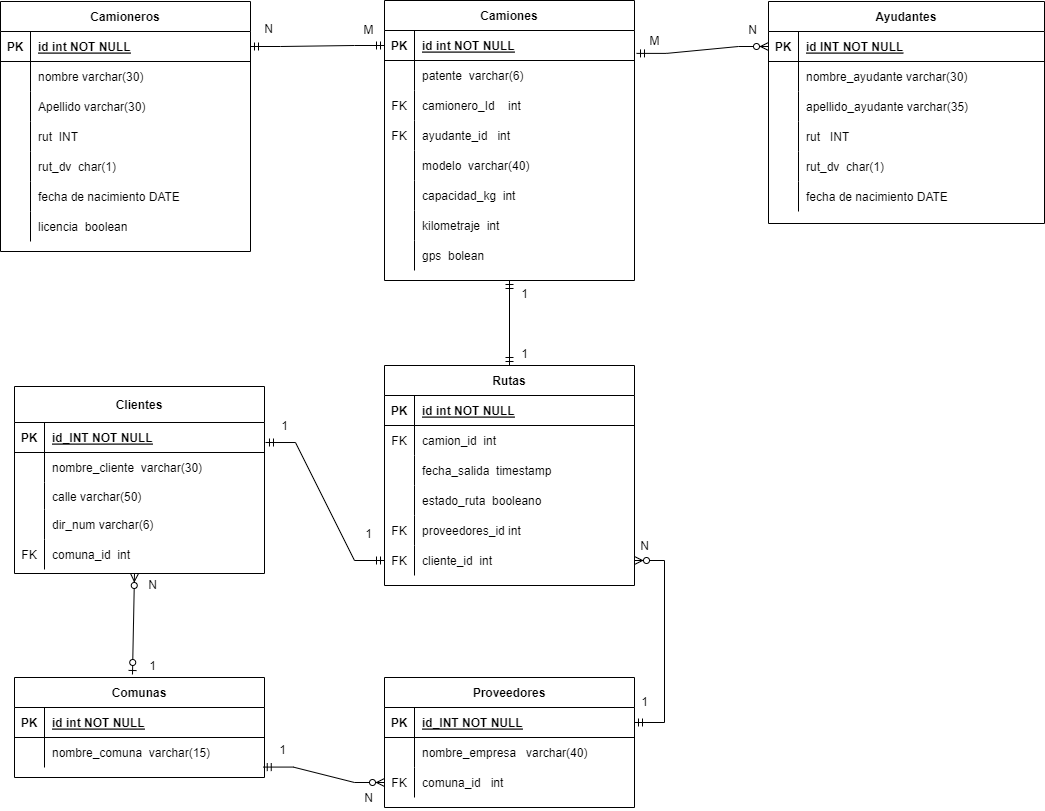 Camioneros
PK id int NOT NULL
nombre varchar(30)
Apellido varchar(30)
rut INT
rut_dv char(1)
fecha de nacimiento DATE
licencia boolean
N
M
Camiones
PK id int NOT NULL
patente varchar(6)
FK camionero_Id int
FK ayudante_id int
modelo varchar(40)
capacidad_kg int
kilometraje int
gps bolean
M
N
Ayudantes
PK id INT NOT NULL
nombre_ayudante varchar(30)
apellido_ayudante varchar(35)
rut INT
rut_dv char(1)
fecha de nacimiento DATE
1
1
Clientes
PK id_INT NOT NULL
nombre_cliente varchar(30)
calle varchar(50)
dir_num varchar(6)
FK comuna_id int
1
1
Rutas
PK id int NOT NULL
FK camion_id int
fecha_salida timestamp
estado_ruta booleano
FK proveedores_id int
FK cliente_id int
N
N
1
1
Comunas
PK id int NOT NULL
nombre_comuna varchar(15)
1
N
Proveedores
PK id_INT NOT NULL
nombre_empresa varchar(40)
FK comuna_id int